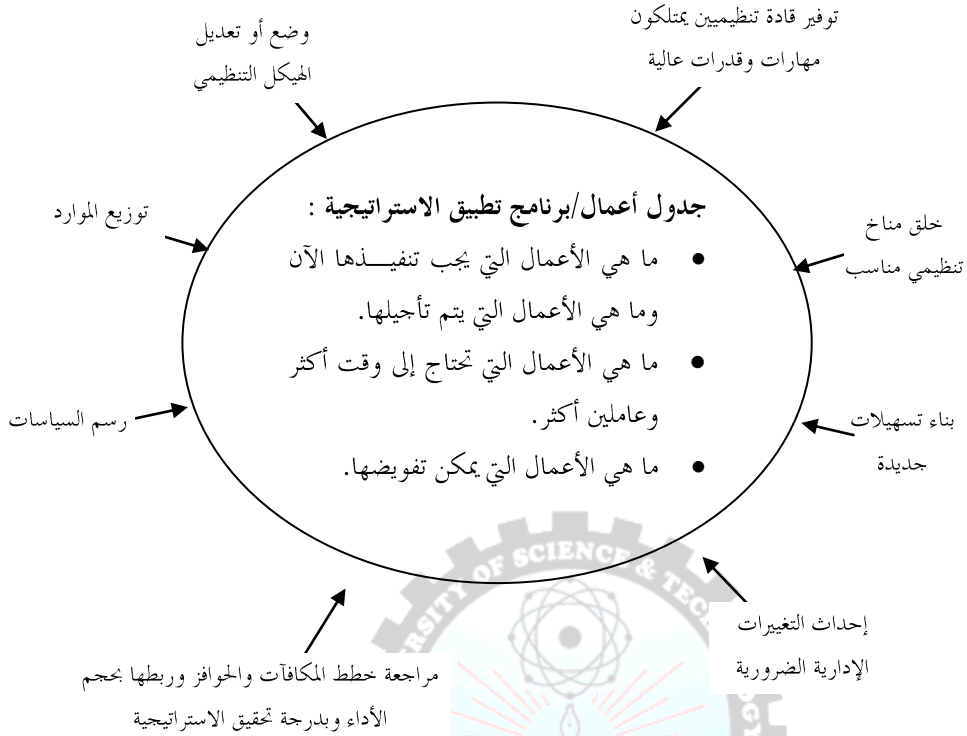 توفير قادة تنظيميين يمتلكون
مهارات وقدرات عالية
وضع أو تعديل
الهيكل التنظيمي
خلق مناخ
تنظيمي مناسب
توزيع الموارد
جدول أعمال/برنامج تطبيق الاستراتيجية :
● ما هي الأعمال التي يجب تنفيـــذها الآن
وما هي الأعمال التي يتم تأجيلها.
● ما هي الأعمال التي تحتاج إلى وقت أكثر
وعاملين أكثر.
● ما هي الأعمال التي يمكن تفويضها.
بناء تسهيلات
جديدة
رسم السياسات
إحداث التغييرات
الإدارية الضرورية
مراجعة خطط المكافآت والحوافز وربطها بحجم
الأداء وبدرجة تحقيق الاستراتيجية
OF SCIENCE &